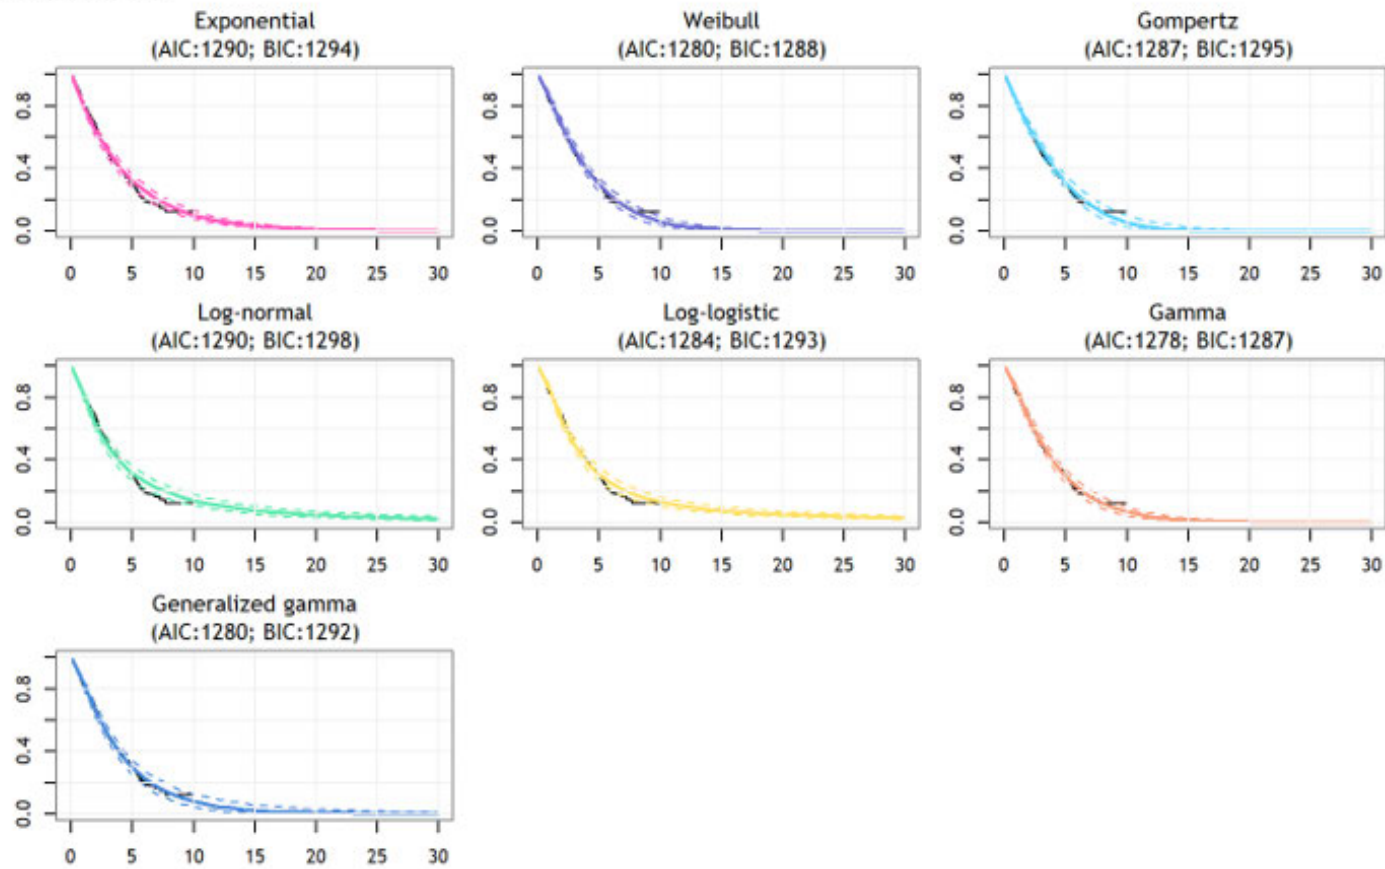 Exponential
(AIC:1290; BIC:1294)
Weibull
(AIC:1280; BIC:1288)
Gompertz
(AIC:1287; BIC:1295)
0.8
0.4
0.0
0 5 10 15 20 25 30
0.8
0.4
0.0
0 5 10 15 20 25 30
0.8
0.4
0.0
0 5 10 15 20 25 30
Log-normal
(AIC:1290; BIC:1298)
Log-logistic
(AIC:1284; BIC:1293)
Gamma
(AIC:1278; BIC:1287)
0.8
0.4
0.0
0 5 10 15 20 25 30
0.8
0.4
0.0
0 5 10 15 20 25 30
0.8
0.4
0.0
0 5 10 15 20 25 30
Generalized gamma
(AIC:1280; BIC:1292)
0.8
0.4
0.0
0 5 10 15 20 25 30